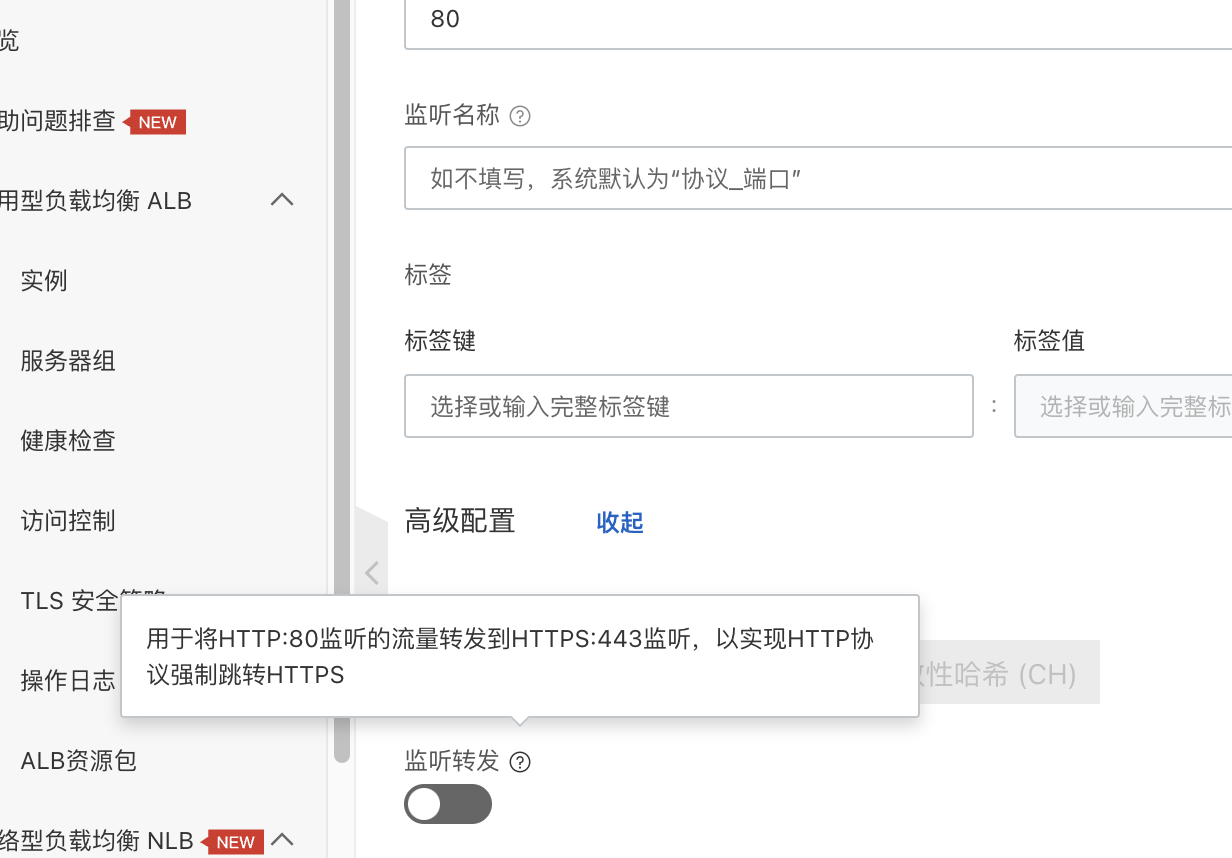 览
助问题排查 NEW
用型负载均衡 ALB
实例
服务器组
健康检查
访问控制
TLS 安全策略
操作日志
ALB资源包
络型负载均衡 NLB NEW
80
监听名称 ?
如不填写，系统默认为“协议_端口”
标签
标签键
标签值
选择或输入完整标签键
:
选择或输入完整标
高级配置
收起
用于将HTTP:80监听的流量转发到HTTPS:443监听，以实现HTTP协
议强制跳转HTTPS
性哈希 (CH)
监听转发 ?